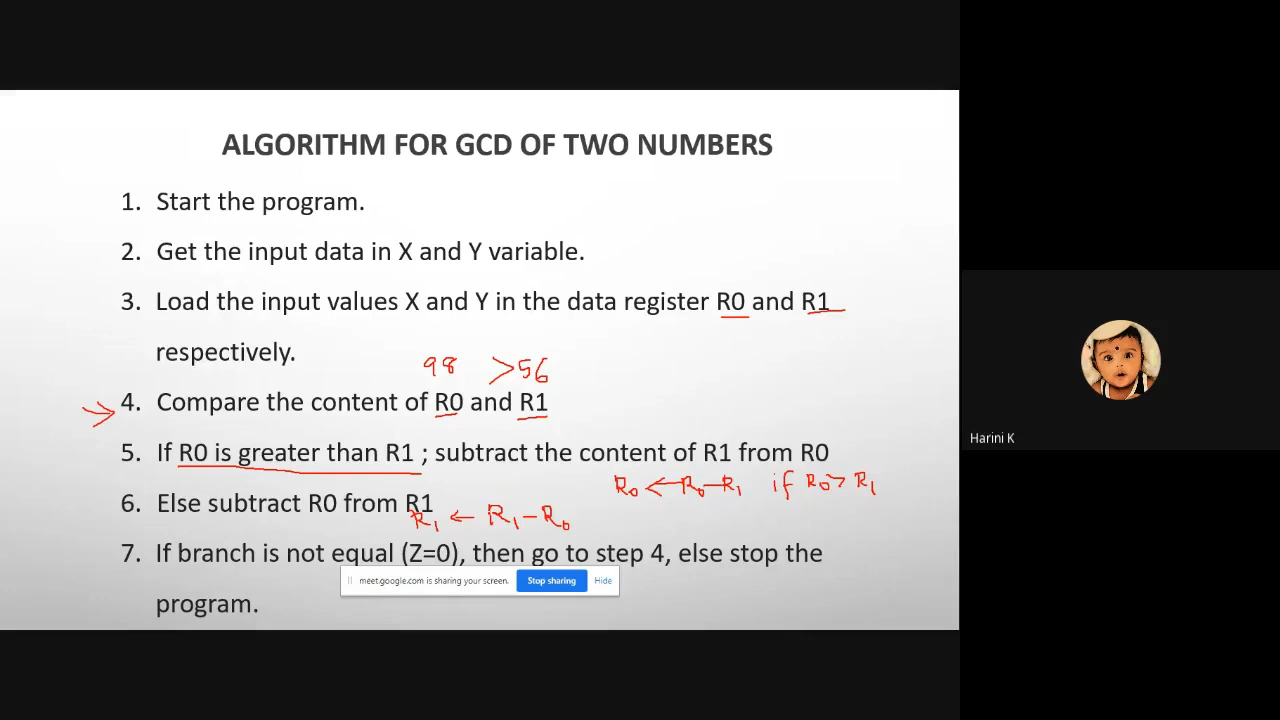 ALGORITHM FOR GCD OF TWO NUMBERS
1. Start the program.
2. Get the input data in X and Y variable.
3. Load the input values X and Y in the data register R0 and R1
respectively.
98 >56
4. Compare the content of R0 and R1
5. If R0 is greater than R1 ; subtract the content of R1 from R0
R0 ← R0-R1 if R0> R1
6. Else subtract R0 from R1
R1 ← R1-R0
7. If branch is not equal (Z=0), then go to step 4, else stop the
meet.google.com is sharing your screen. Stop sharing Hide
program.
Harini K